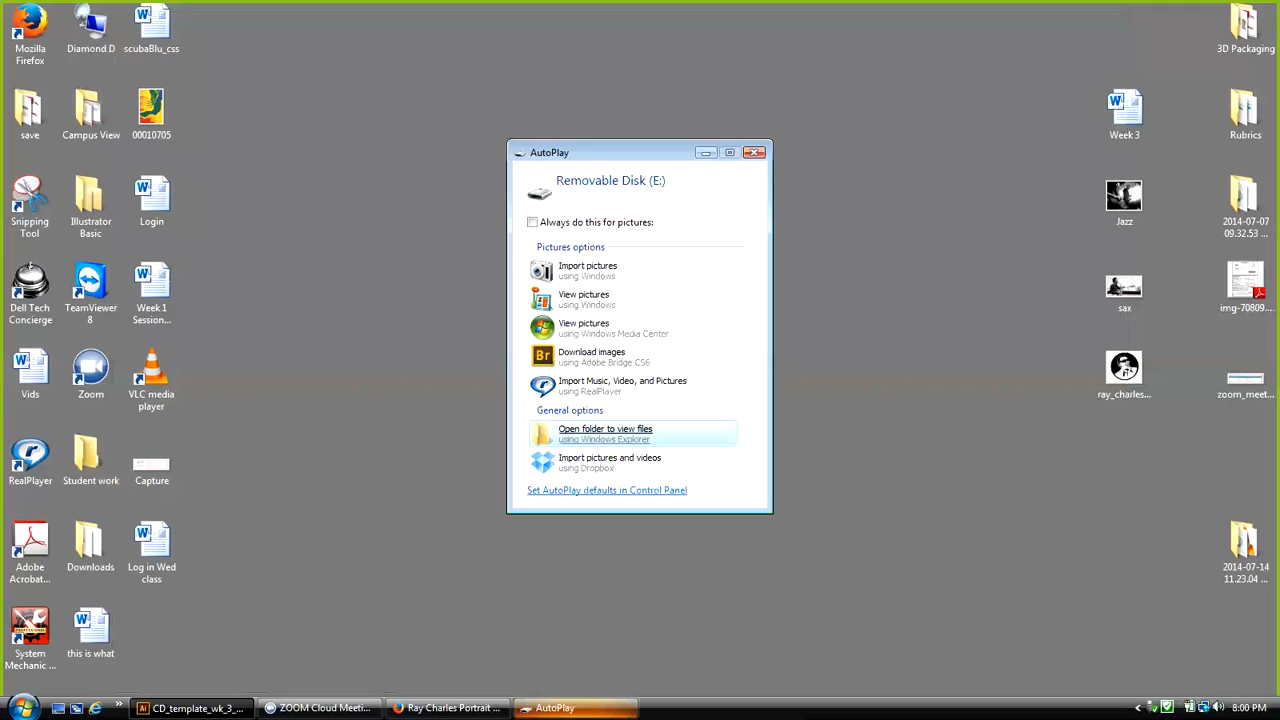 Mozilla
Firefox
Diamond D
scubaBlu_css
save
Campus View
00010705
Snipping
Tool
Illustrator
Basic
Login
Dell Tech
Concierge
TeamViewer
8
Week 1
Session...
Vids
Zoom
VLC media
player
RealPlayer
Student work
Capture
Adobe
Acrobat...
Downloads
Log in Wed
class
System
Mechanic ...
this is what
AutoPlay
Removable Disk (E:)
Always do this for pictures:
Pictures options
Import pictures
using Windows
View pictures
using Windows
View pictures
using Windows Media Center
Br
Download images
using Adobe Bridge CS6
Import Music, Video, and Pictures
using RealPlayer
General options
Open folder to view files
using Windows Explorer
Import pictures and videos
using Dropbox
Set AutoPlay defaults in Control Panel
3D Packaging
Week 3
Rubrics
Jazz
2014-07-07
09.32.53 ...
sax
img-70809...
ray_charles...
zoom_meet...
2014-07-14
11.23.04 ...
Ai CD_template_wk_3_...
ZOOM Cloud Meeti...
Ray Charles Portrait ...
AutoPlay
8:00 PM